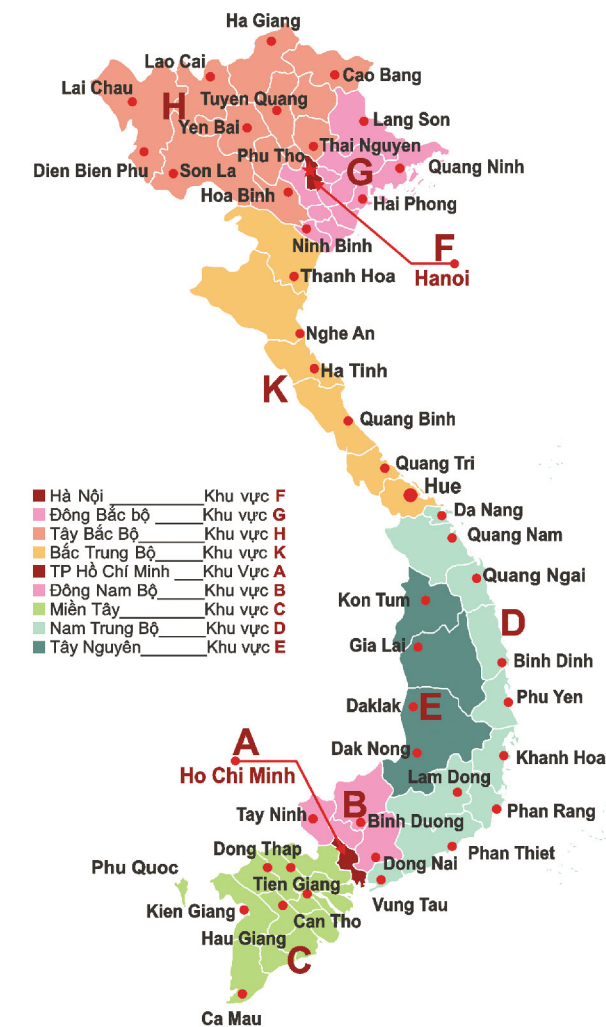 Ha Giang
Lao Cai
Cao Bang
Lai Chau
H
Tuyen Quang
Lang Son
Yen Bai
Thai Nguyen
Phu Tho
G
Quang Ninh
Dien Bien Phu
Son La
Hoa Binh
Hai Phong
Ninh Binh
F
Hanoi
Thanh Hoa
Nghe An
Ha Tinh
K
Quang Binh
Quang Tri
Hue
Da Nang
Quang Nam
Hà Nội __________Khu vực F
Đông Bắc bộ _____Khu vực G
Tây Bắc Bộ_______Khu vực H
Bắc Trung Bộ_____Khu vực K
TP Hồ Chí Minh ___Khu Vực A
Đông Nam Bộ_____Khu vực B
Miền Tây_________Khu vực C
Nam Trung Bộ_____Khu vực D
Tây Nguyên_______Khu vực E
Quang Ngai
Kon Tum
D
Gia Lai
Binh Dinh
Phu Yen
Daklak
E
A
Dak Nong
Khanh Hoa
Ho Chi Minh
Lam Dong
B
Phan Rang
Tay Ninh
Binh Duong
Dong Thap
Phan Thiet
Dong Nai
Phu Quoc
Tien Giang
Vung Tau
Kien Giang
Can Tho
Hau Giang
C
Ca Mau